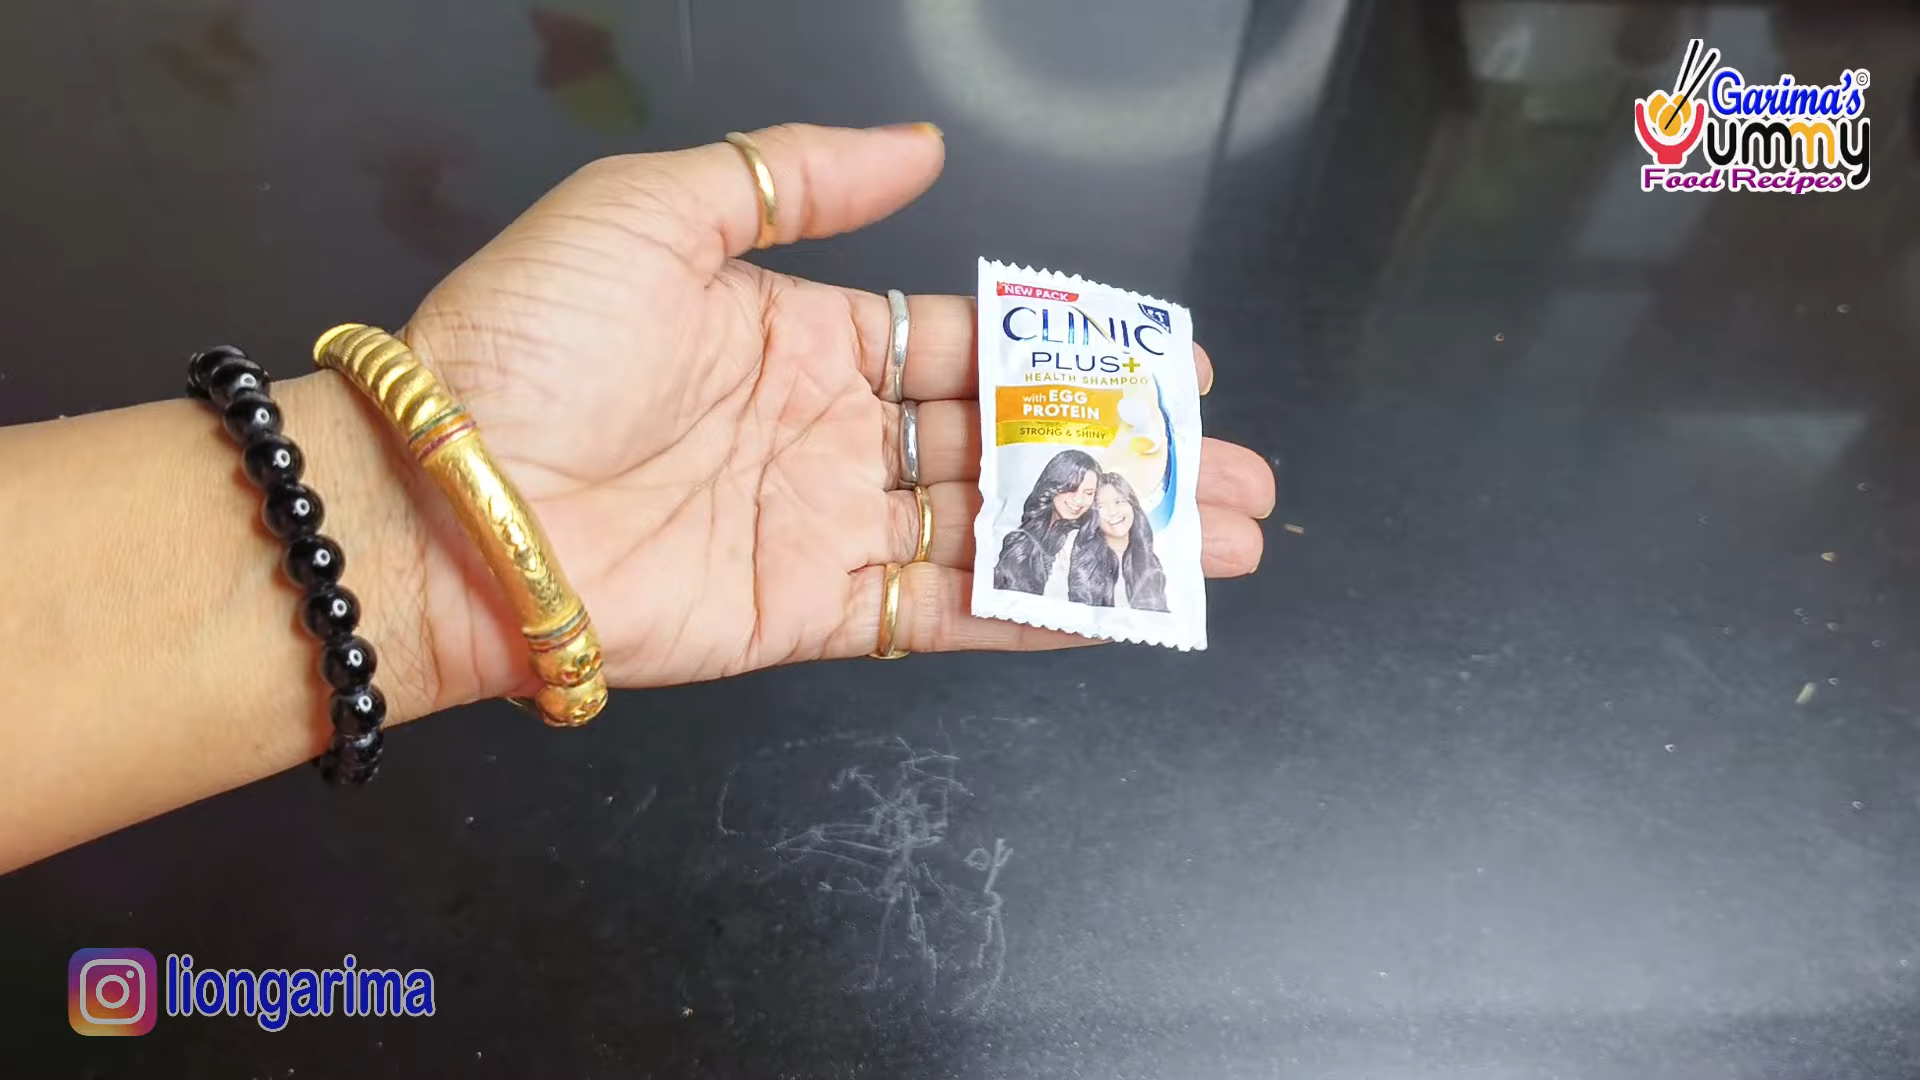 Garima's
Yummy
Food Recipes
NEW PACK
CLINIC
PLUS+
HEALTH SHAMPOO
with EGG
PROTEIN
STRONG & SHINY
liongarima